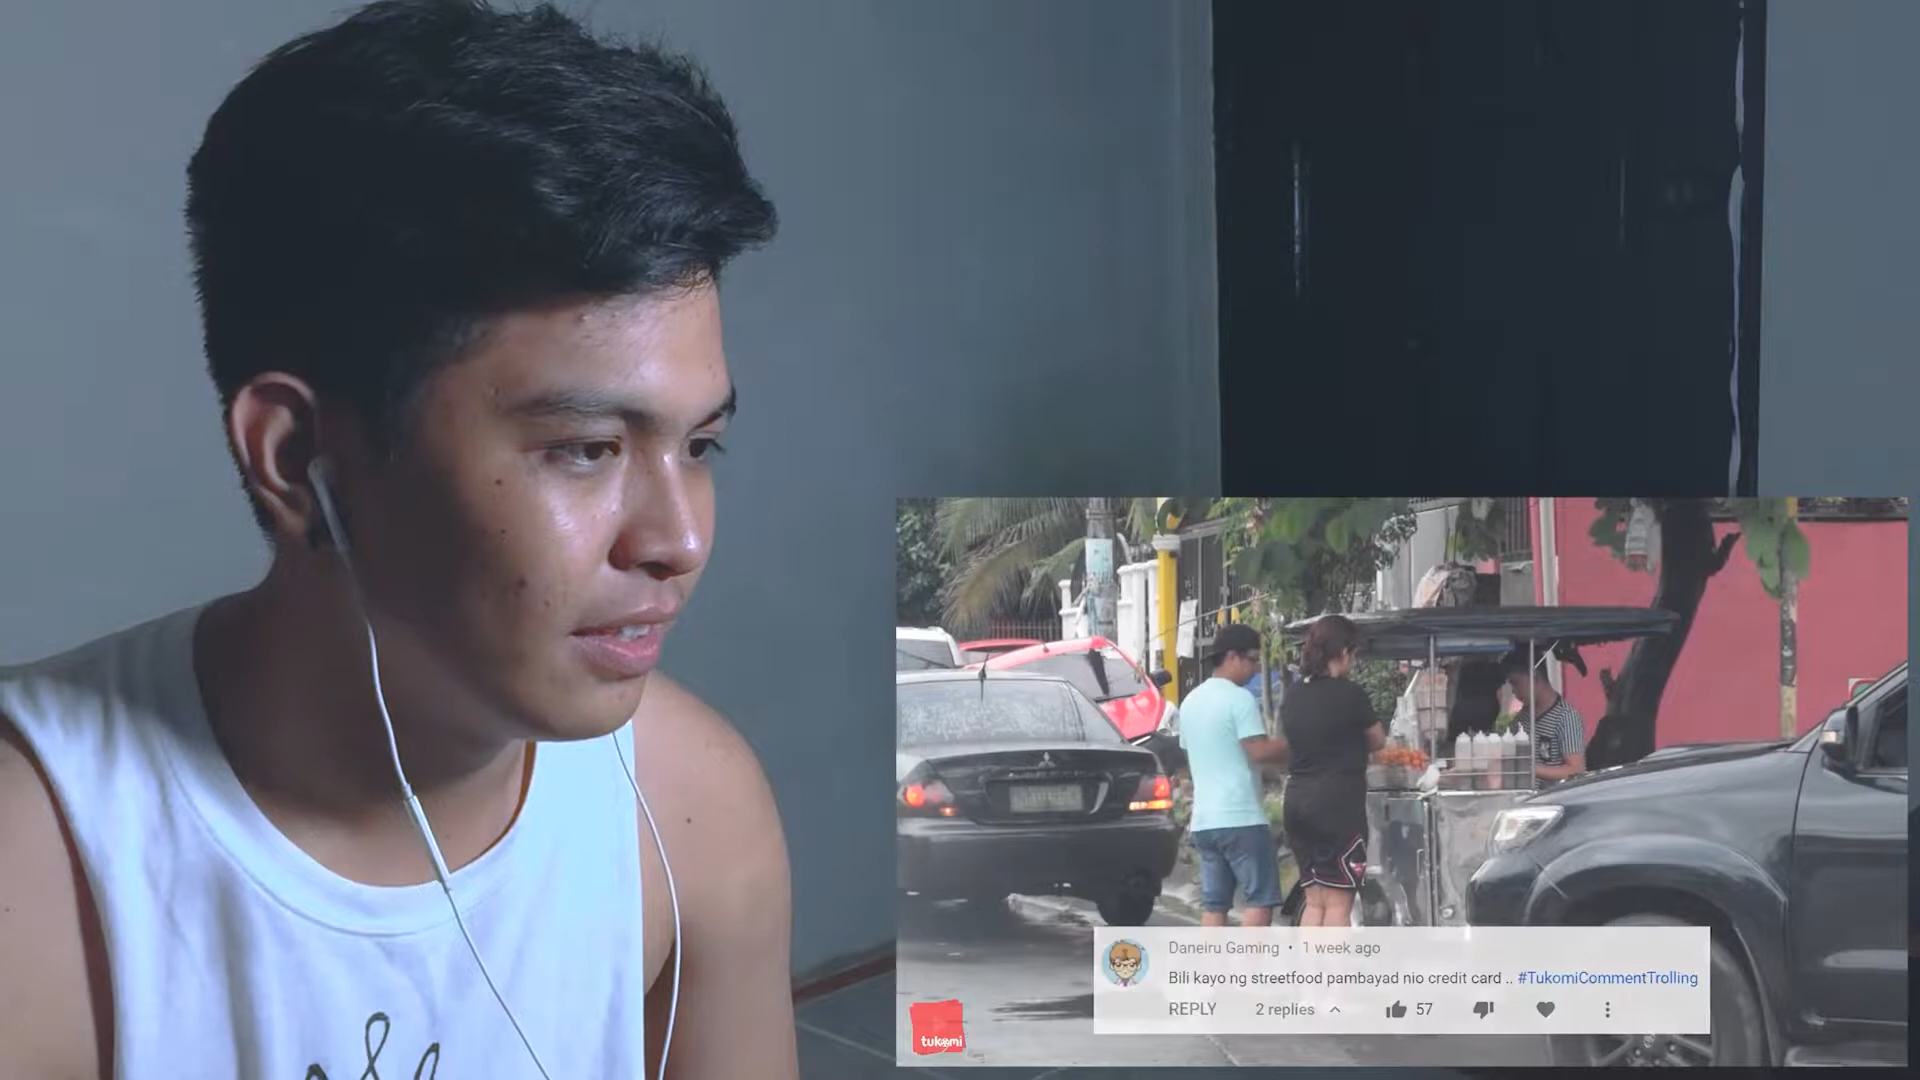 Daneiru Gaming • 1 week ago
Bili kayo ng streetfood pambayad nio credit card .. #TukomiCommentTrolling
REPLY 2 replies 57
tukomi